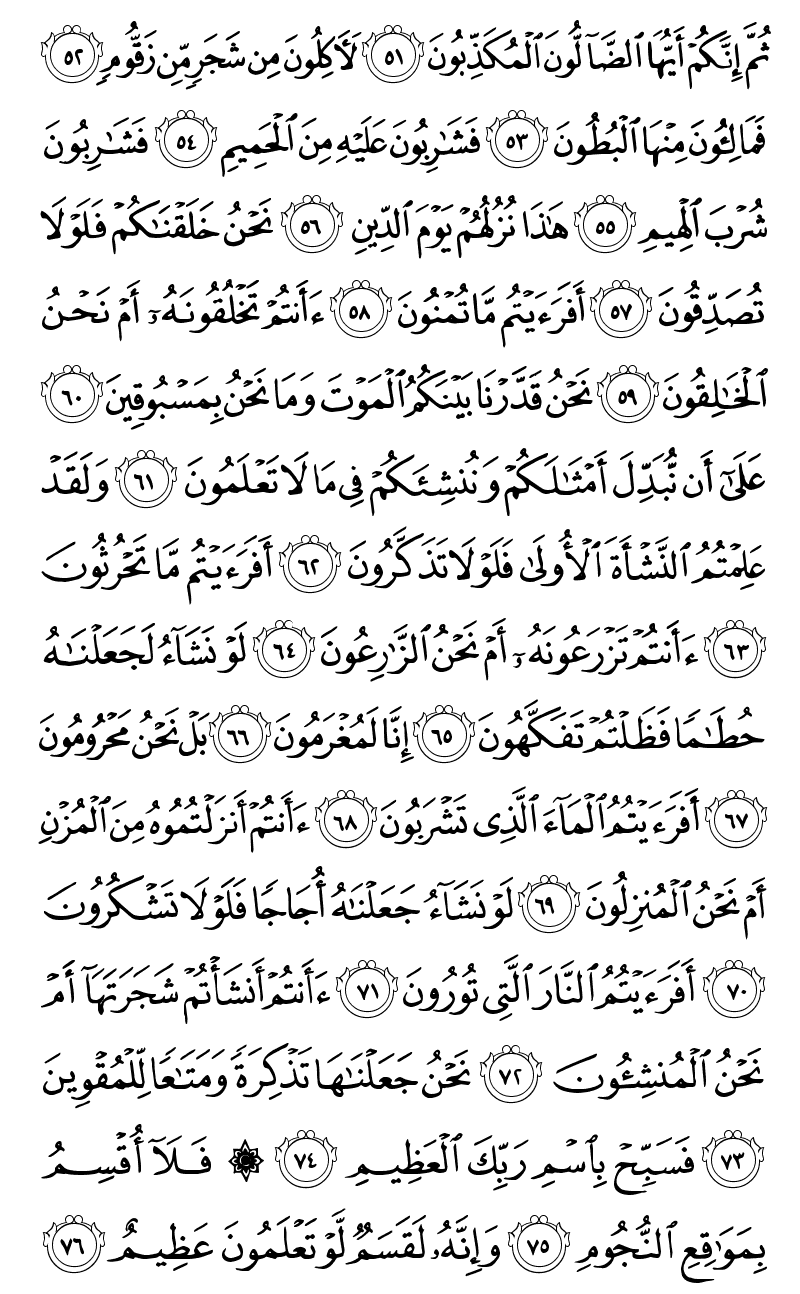 ثُمَّ إِنَّكُمۡ أَيُّهَا ٱلضَّآلُّونَ ٱلۡمُكَذِّبُونَ ٥١ لَأٓكِلُونَ مِن شَجَرٖ مِّن زَقُّومٖ ٥٢
فَمَالِـُٔونَ مِنۡهَا ٱلۡبُطُونَ ٥٣ فَشَٰرِبُونَ عَلَيۡهِ مِنَ ٱلۡحَمِيمِ ٥٤ فَشَٰرِبُونَ
شُرۡبَ ٱلۡهِيمِ ٥٥ هَٰذَا نُزُلُهُمۡ يَوۡمَ ٱلدِّينِ ٥٦ نَحۡنُ خَلَقۡنَٰكُمۡ فَلَوۡلَا
تُصَدِّقُونَ ٥٧ أَفَرَءَيۡتُم مَّا تُمۡنُونَ ٥٨ ءَأَنتُمۡ تَخۡلُقُونَهُۥٓ أَمۡ نَحۡنُ
ٱلۡخَٰلِقُونَ ٥٩ نَحۡنُ قَدَّرۡنَا بَيۡنَكُمُ ٱلۡمَوۡتَ وَمَا نَحۡنُ بِمَسۡبُوقِينَ ٦٠
عَلَىٰٓ أَن نُّبَدِّلَ أَمۡثَٰلَكُمۡ وَنُنشِئَكُمۡ فِي مَا لَا تَعۡلَمُونَ ٦١ وَلَقَدۡ
عَلِمۡتُمُ ٱلنَّشۡأَةَ ٱلۡأُولَىٰ فَلَوۡلَا تَذَكَّرُونَ ٦٢ أَفَرَءَيۡتُم مَّا تَحۡرُثُونَ
٦٣ ءَأَنتُمۡ تَزۡرَعُونَهُۥٓ أَمۡ نَحۡنُ ٱلزَّٰرِعُونَ ٦٤ لَوۡ نَشَآءُ لَجَعَلۡنَٰهُ
حُطَٰمٗا فَظَلۡتُمۡ تَفَكَّهُونَ ٦٥ إِنَّا لَمُغۡرَمُونَ ٦٦ بَلۡ نَحۡنُ مَحۡرُومُونَ
٦٧ أَفَرَءَيۡتُمُ ٱلۡمَآءَ ٱلَّذِي تَشۡرَبُونَ ٦٨ ءَأَنتُمۡ أَنزَلۡتُمُوهُ مِنَ ٱلۡمُزۡنِ
أَمۡ نَحۡنُ ٱلۡمُنزِلُونَ ٦٩ لَوۡ نَشَآءُ جَعَلۡنَٰهُ أُجَاجٗا فَلَوۡلَا تَشۡكُرُونَ
٧٠ أَفَرَءَيۡتُمُ ٱلنَّارَ ٱلَّتِي تُورُونَ ٧١ ءَأَنتُمۡ أَنشَأۡتُمۡ شَجَرَتَهَآ أَمۡ
نَحۡنُ ٱلۡمُنشِـُٔونَ ٧٢ نَحۡنُ جَعَلۡنَٰهَا تَذۡكِرَةٗ وَمَتَٰعٗا لِّلۡمُقۡوِينَ
٧٣ فَسَبِّحۡ بِٱسۡمِ رَبِّكَ ٱلۡعَظِيمِ ٧٤ ۞ فَلَآ أُقۡسِمُ
بِمَوَٰقِعِ ٱلنُّجُومِ ٧٥ وَإِنَّهُۥ لَقَسَمٞ لَّوۡ تَعۡلَمُونَ عَظِيمٌ ٧٦